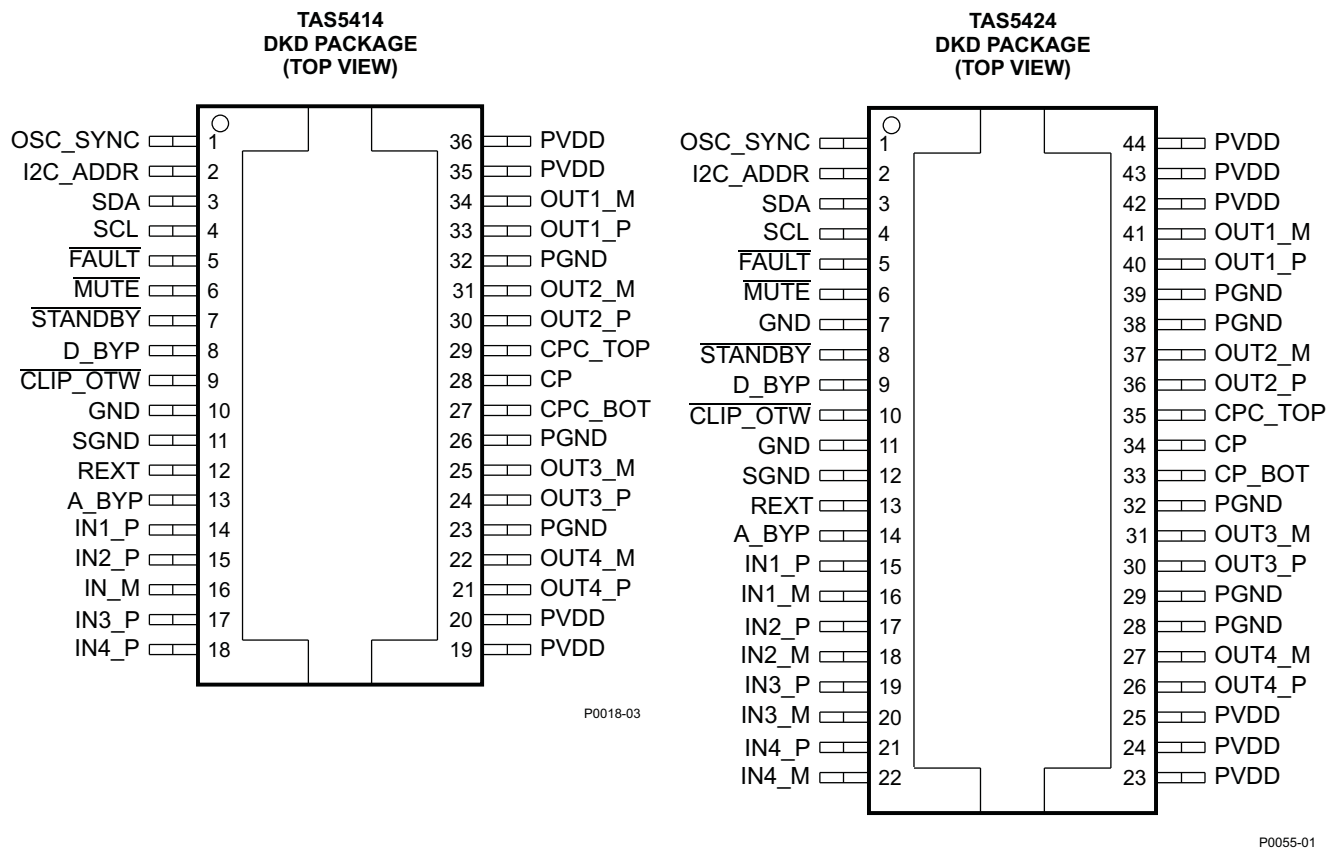 TAS5414
DKD PACKAGE
(TOP VIEW)
OSC_SYNC 1 36 PVDD
I2C_ADDR 2 35 PVDD
SDA 3 34 OUT1_M
SCL 4 33 OUT1_P
FAULT 5 32 PGND
MUTE 6 31 OUT2_M
STANDBY 7 30 OUT2_P
D_BYP 8 29 CPC_TOP
CLIP_OTW 9 28 CP
GND 10 27 CPC_BOT
SGND 11 26 PGND
REXT 12 25 OUT3_M
A_BYP 13 24 OUT3_P
IN1_P 14 23 PGND
IN2_P 15 22 OUT4_M
IN_M 16 21 OUT4_P
IN3_P 17 20 PVDD
IN4_P 18 19 PVDD
P0018-03
TAS5424
DKD PACKAGE
(TOP VIEW)
OSC_SYNC 1 44 PVDD
I2C_ADDR 2 43 PVDD
SDA 3 42 PVDD
SCL 4 41 OUT1_M
FAULT 5 40 OUT1_P
MUTE 6 39 PGND
GND 7 38 PGND
STANDBY 8 37 OUT2_M
D_BYP 9 36 OUT2_P
CLIP_OTW 10 35 CPC_TOP
GND 11 34 CP
SGND 12 33 CP_BOT
REXT 13 32 PGND
A_BYP 14 31 OUT3_M
IN1_P 15 30 OUT3_P
IN1_M 16 29 PGND
IN2_P 17 28 PGND
IN2_M 18 27 OUT4_M
IN3_P 19 26 OUT4_P
IN3_M 20 25 PVDD
IN4_P 21 24 PVDD
IN4_M 22 23 PVDD
P0055-01